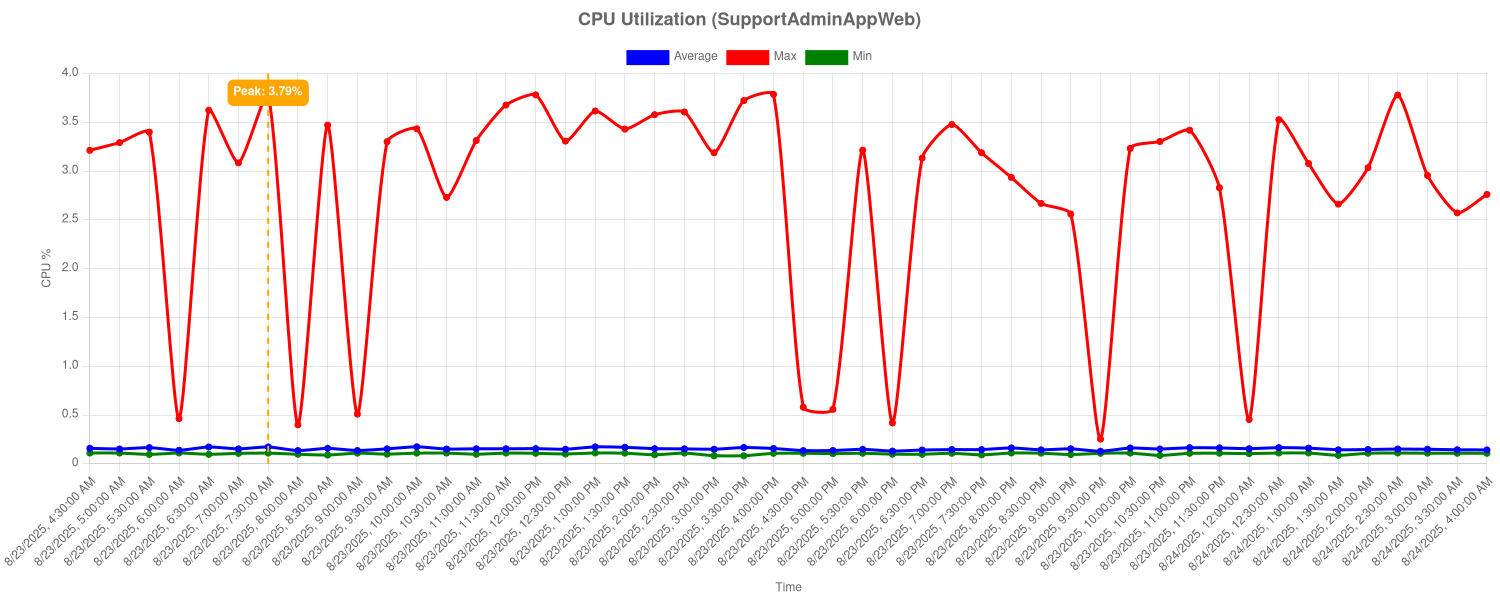 CPU Utilization (SupportAdminAppWeb)
Average Max Min
Peak: 3.79%
4.0
3.5
3.0
2.5
2.0
1.5
1.0
0.5
0
CPU %
8/23/2025, 4:30:00 AM
8/23/2025, 5:00:00 AM
8/23/2025, 5:30:00 AM
8/23/2025, 6:00:00 AM
8/23/2025, 6:30:00 AM
8/23/2025, 7:00:00 AM
8/23/2025, 7:30:00 AM
8/23/2025, 8:00:00 AM
8/23/2025, 8:30:00 AM
8/23/2025, 9:00:00 AM
8/23/2025, 9:30:00 AM
8/23/2025, 10:00:00 AM
8/23/2025, 10:30:00 AM
8/23/2025, 11:00:00 AM
8/23/2025, 11:30:00 AM
8/23/2025, 12:00:00 PM
8/23/2025, 12:30:00 PM
8/23/2025, 1:00:00 PM
8/23/2025, 1:30:00 PM
8/23/2025, 2:00:00 PM
8/23/2025, 2:30:00 PM
8/23/2025, 3:00:00 PM
8/23/2025, 3:30:00 PM
8/23/2025, 4:00:00 PM
8/23/2025, 4:30:00 PM
8/23/2025, 5:00:00 PM
8/23/2025, 5:30:00 PM
8/23/2025, 6:00:00 PM
8/23/2025, 6:30:00 PM
8/23/2025, 7:00:00 PM
8/23/2025, 7:30:00 PM
8/23/2025, 8:00:00 PM
8/23/2025, 8:30:00 PM
8/23/2025, 9:00:00 PM
8/23/2025, 9:30:00 PM
8/23/2025, 10:00:00 PM
8/23/2025, 10:30:00 PM
8/23/2025, 11:00:00 PM
8/23/2025, 11:30:00 PM
8/24/2025, 12:00:00 AM
8/24/2025, 12:30:00 AM
8/24/2025, 1:00:00 AM
8/24/2025, 1:30:00 AM
8/24/2025, 2:00:00 AM
8/24/2025, 2:30:00 AM
8/24/2025, 3:00:00 AM
8/24/2025, 3:30:00 AM
8/24/2025, 4:00:00 AM
Time